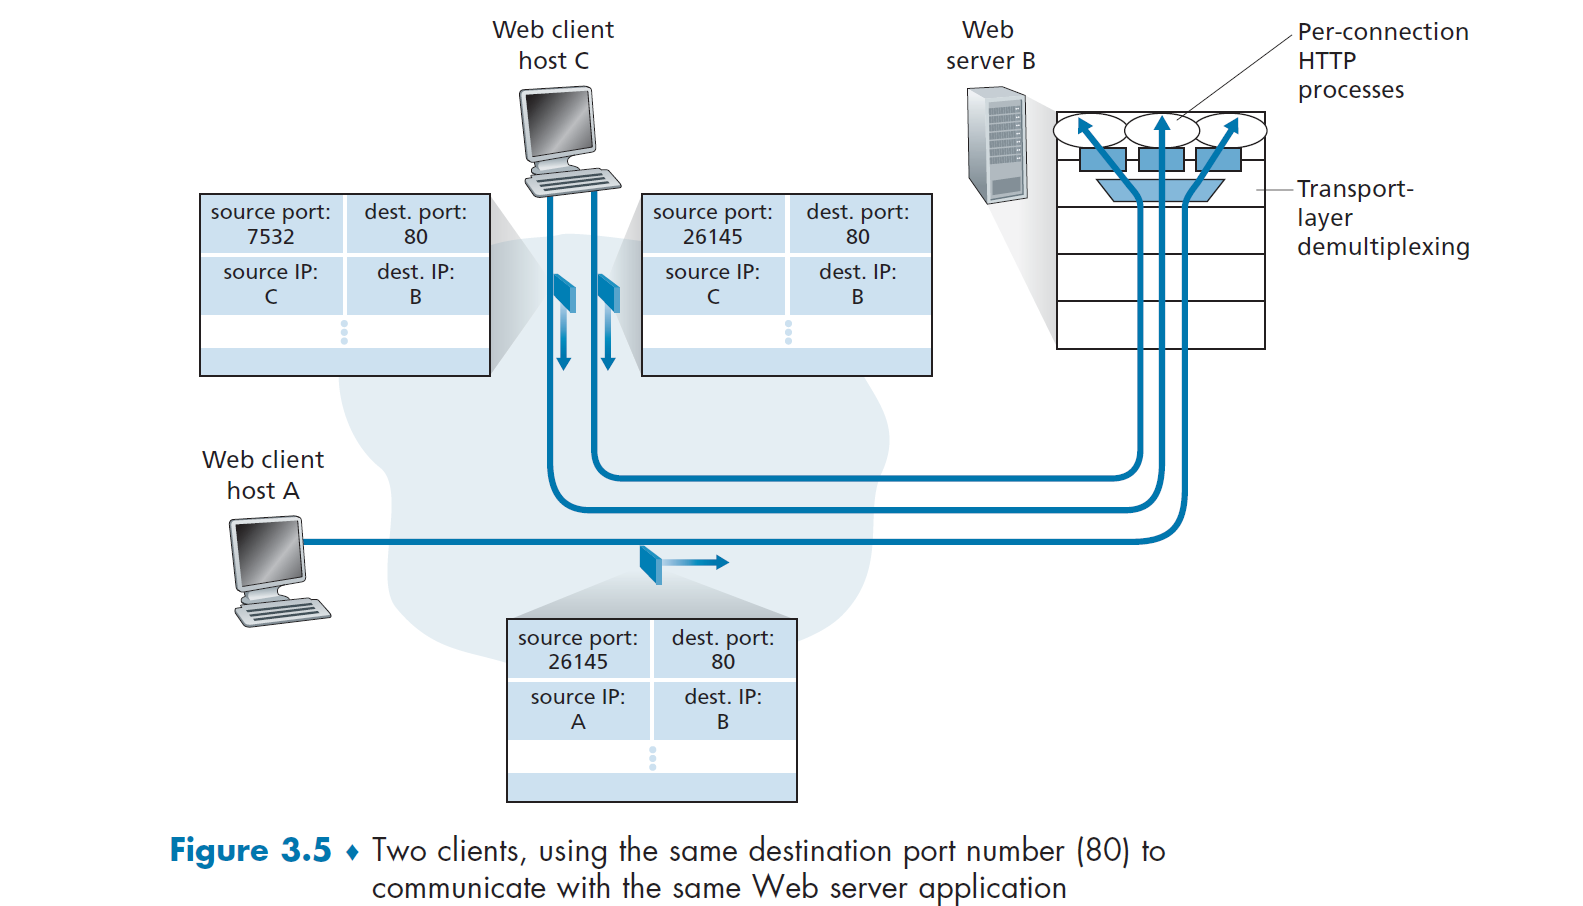 Web client
host C
Web
server B
Per-connection
HTTP
processes
Transport-
layer
demultiplexing
source port:
7532
dest. port:
80
source IP:
C
dest. IP:
B
source port:
26145
dest. port:
80
source IP:
C
dest. IP:
B
Web client
host A
source port:
26145
dest. port:
80
source IP:
A
dest. IP:
B
Figure 3.5 ♦ Two clients, using the same destination port number (80) to
communicate with the same Web server application